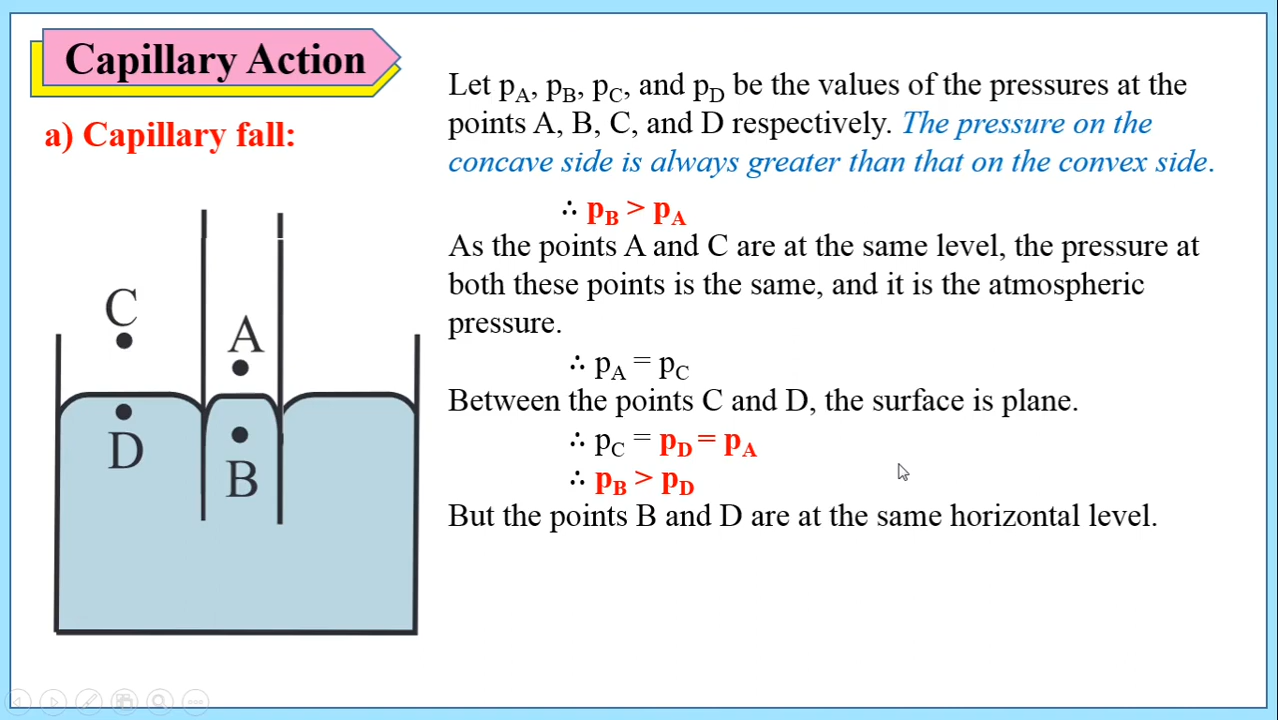 Capillary Action
a) Capillary fall:
Let pA, pB, pC, and pD be the values of the pressures at the
points A, B, C, and D respectively. The pressure on the
concave side is always greater than that on the convex side.
∴ pB > pA
As the points A and C are at the same level, the pressure at
both these points is the same, and it is the atmospheric
pressure.
∴ pA = pC
Between the points C and D, the surface is plane.
∴ pC = pD = pA
∴ pB > pD
But the points B and D are at the same horizontal level.
C
A
D
B